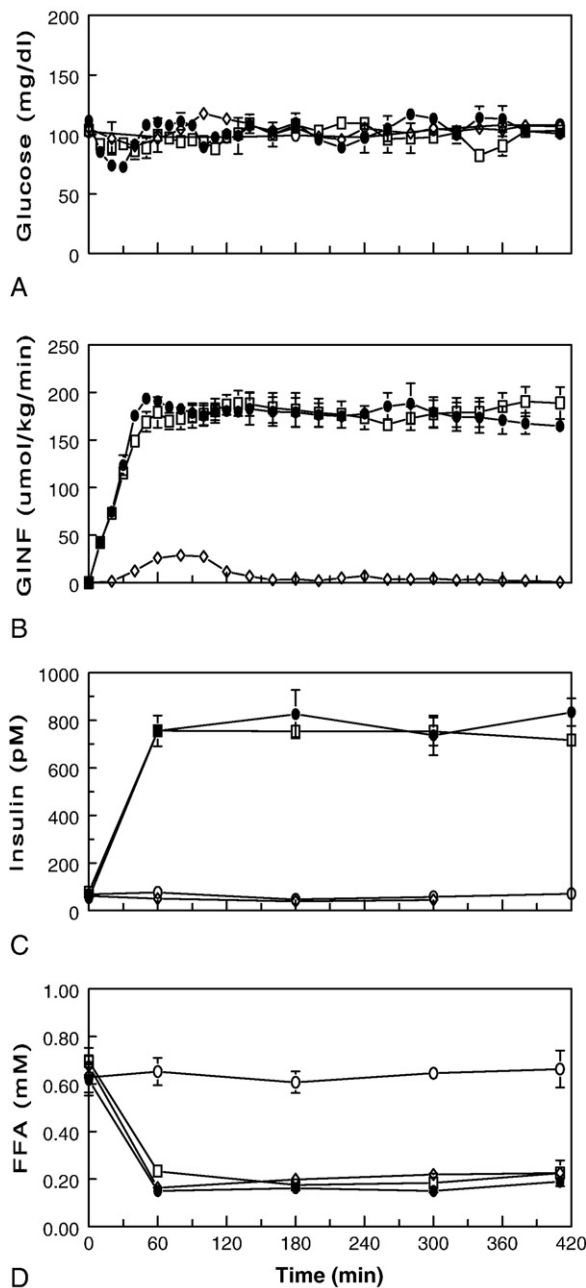 200
150
100
50
0
Glucose (mg/dl)
A
250
200
150
100
50
0
GINF (umol/kg/min)
B
1000
800
600
400
200
0
Insulin (pM)
C
1.00
0.80
0.60
0.40
0.20
0.00
FFA (mM)
0 60 120 180 240 300 360 420
Time (min)
D